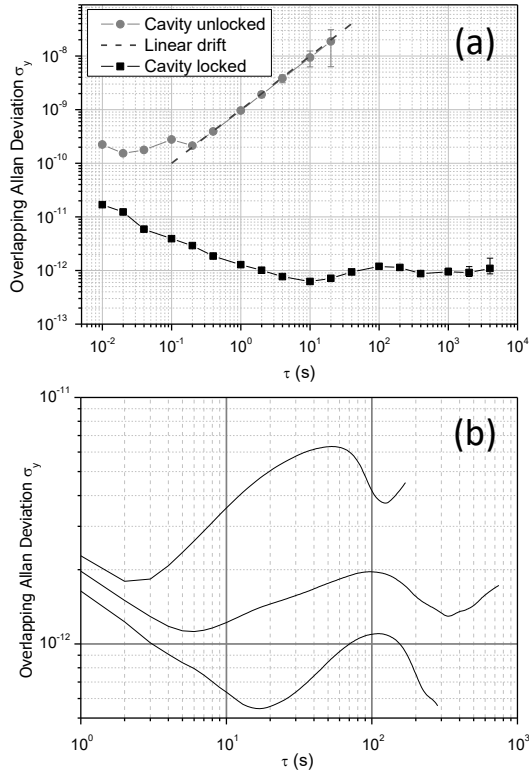 (a)
Cavity unlocked
Linear drift
Cavity locked
Overlapping Allan Deviation σy
10⁻⁸
10⁻⁹
10⁻¹⁰
10⁻¹¹
10⁻¹²
10⁻¹³
10⁻² 10⁻¹ 10⁰ 10¹ 10² 10³ 10⁴
τ (s)
(b)
Overlapping Allan Deviation σy
10⁻¹¹
10⁻¹²
10⁰ 10¹ 10² 10³
τ (s)